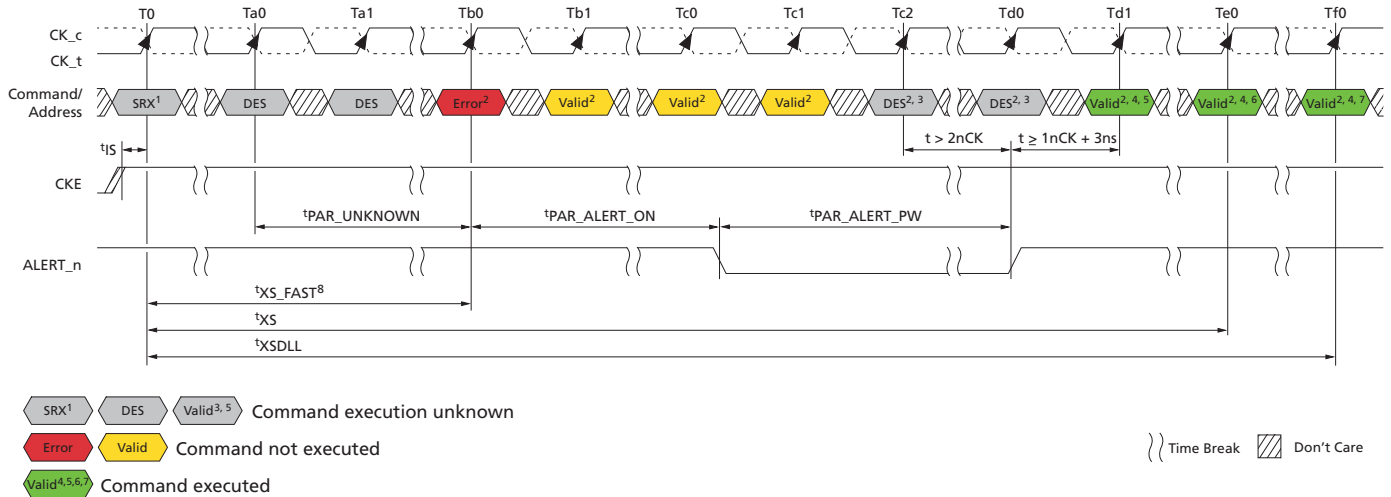 T0 Ta0 Ta1 Tb0 Tb1 Tc0 Tc1 Tc2 Td0 Td1 Te0 Tf0
CK_c
CK_t
Command/
Address
SRX1 DES DES Error2 Valid2 Valid2 Valid2 DES2, 3 DES2, 3 Valid2, 4, 5 Valid2, 4, 6 Valid2, 4, 7
tIS
t > 2nCK
t ≥ 1nCK + 3ns
CKE
tPAR_UNKNOWN
tPAR_ALERT_ON
tPAR_ALERT_PW
ALERT_n
tXS_FAST8
tXS
tXSDLL
SRX1 DES Valid3, 5 Command execution unknown
Error Valid Command not executed
Time Break
Don't Care
Valid4,5,6,7 Command executed